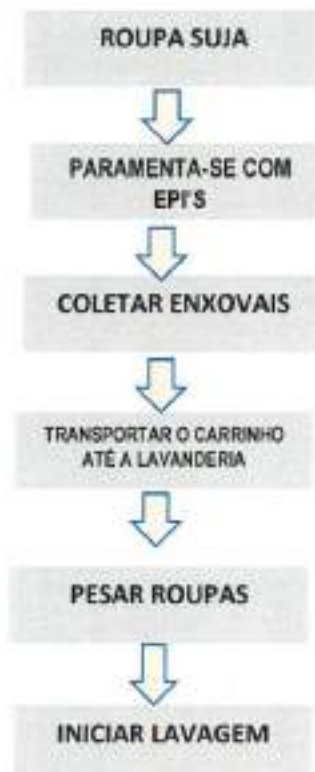 ROUPA SUJA
PARAMENTA-SE COM
EPI'S
COLETAR ENXOVAIS
TRANSPORTAR O CARRINHO
ATÉ A LAVANDERIA
PESAR ROUPAS
INICIAR LAVAGEM